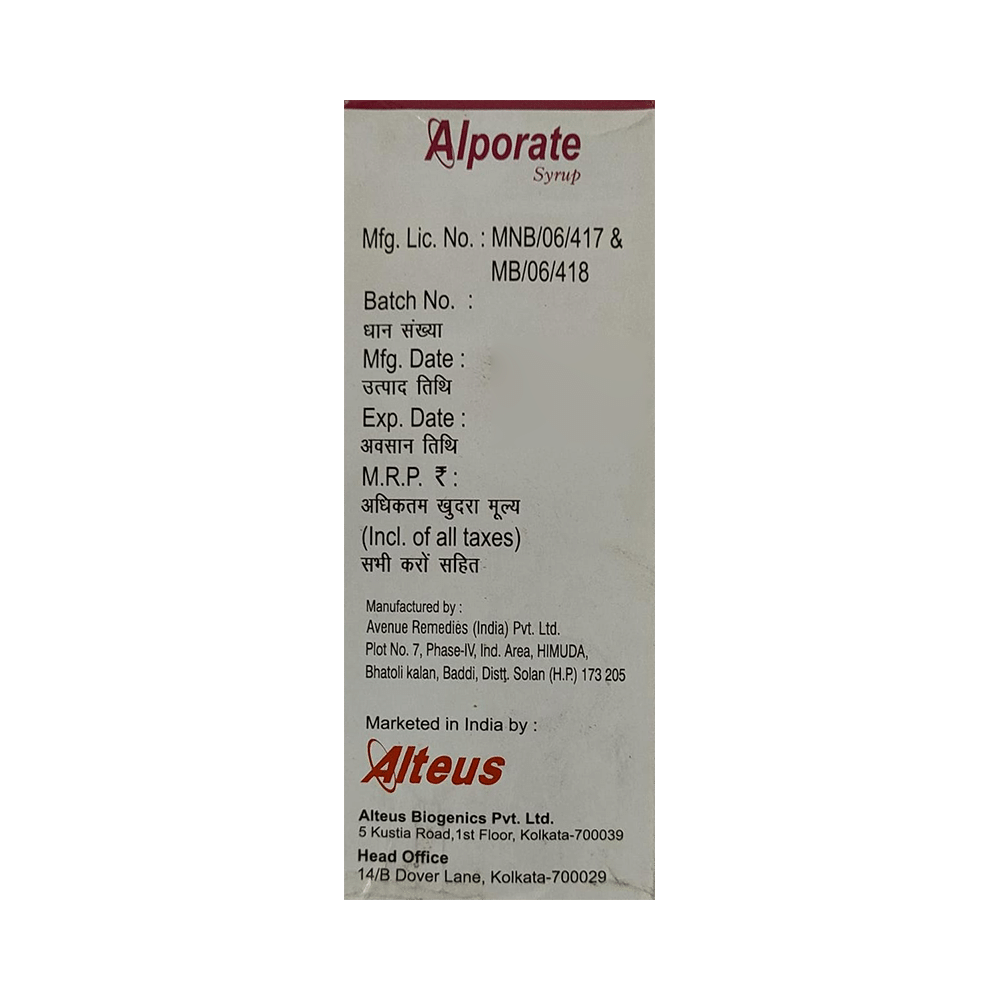 Alporate
Syrup
Mfg. Lic. No. : MNB/06/417 &
MB/06/418
Batch No. :
धान संख्या
Mfg. Date :
उत्पाद तिथि
Exp. Date :
अवसान तिथि
M.R.P. ₹ :
अधिकतम खुदरा मूल्य
(Incl. of all taxes)
सभी करों सहित
Manufactured by :
Avenue Remedies (India) Pvt. Ltd.
Plot No. 7, Phase-IV, Ind. Area, HIMUDA,
Bhatoli kalan, Baddi, Distt. Solan (H.P.) 173 205
Marketed in India by :
Alteus
Alteus Biogenics Pvt. Ltd.
5 Kustia Road,1st Floor, Kolkata-700039
Head Office
14/B Dover Lane, Kolkata-700029